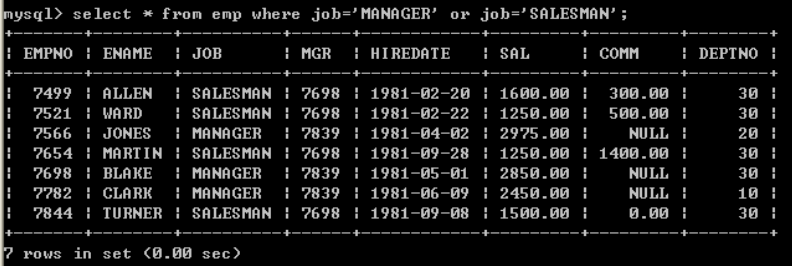 mysql> select * from emp where job='MANAGER' or job='SALESMAN';
+-------+--------+----------+------+------------+---------+---------+--------+
| EMPNO | ENAME  | JOB      | MGR  | HIREDATE   | SAL     | COMM    | DEPTNO |
+-------+--------+----------+------+------------+---------+---------+--------+
|  7499 | ALLEN  | SALESMAN | 7698 | 1981-02-20 | 1600.00 |  300.00 |     30 |
|  7521 | WARD   | SALESMAN | 7698 | 1981-02-22 | 1250.00 |  500.00 |     30 |
|  7566 | JONES  | MANAGER  | 7839 | 1981-04-02 | 2975.00 |    NULL |     20 |
|  7654 | MARTIN | SALESMAN | 7698 | 1981-09-28 | 1250.00 | 1400.00 |     30 |
|  7698 | BLAKE  | MANAGER  | 7839 | 1981-05-01 | 2850.00 |    NULL |     30 |
|  7782 | CLARK  | MANAGER  | 7839 | 1981-06-09 | 2450.00 |    NULL |     10 |
|  7844 | TURNER | SALESMAN | 7698 | 1981-09-08 | 1500.00 |    0.00 |     30 |
+-------+--------+----------+------+------------+---------+---------+--------+
7 rows in set (0.00 sec)